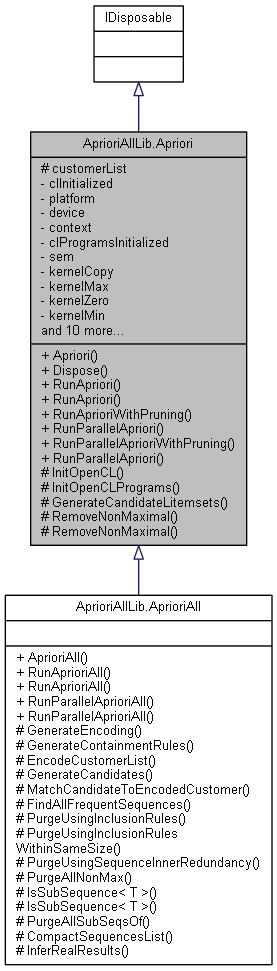 IDisposable
AprioriAllLib.Apriori
# customerList
- clInitialized
- platform
- device
- context
- clProgramsInitialized
- sem
- kernelCopy
- kernelMax
- kernelZero
- kernelMin
and 10 more...
+ Apriori()
+ Dispose()
+ RunApriori()
+ RunApriori()
+ RunAprioriWithPruning()
+ RunParallelApriori()
+ RunParallelAprioriWithPruning()
+ RunParallelApriori()
# InitOpenCL()
# InitOpenCLPrograms()
# GenerateCandidateLitemsets()
# RemoveNonMaximal()
# RemoveNonMaximal()
AprioriAllLib.AprioriAll
+ AprioriAll()
+ RunAprioriAll()
+ RunAprioriAll()
+ RunParallelAprioriAll()
+ RunParallelAprioriAll()
# GenerateEncoding()
# GenerateContainmentRules()
# EncodeCustomerList()
# GenerateCandidates()
# MatchCandidateToEncodedCustomer()
# FindAllFrequentSequences()
# PurgeUsingInclusionRules()
# PurgeUsingInclusionRules
WithinSameSize()
# PurgeUsingSequenceInnerRedundancy()
# PurgeAllNonMax()
# IsSubSequence< T >()
# IsSubSequence< T >()
# PurgeAllSubSeqsOf()
# CompactSequencesList()
# InferRealResults()